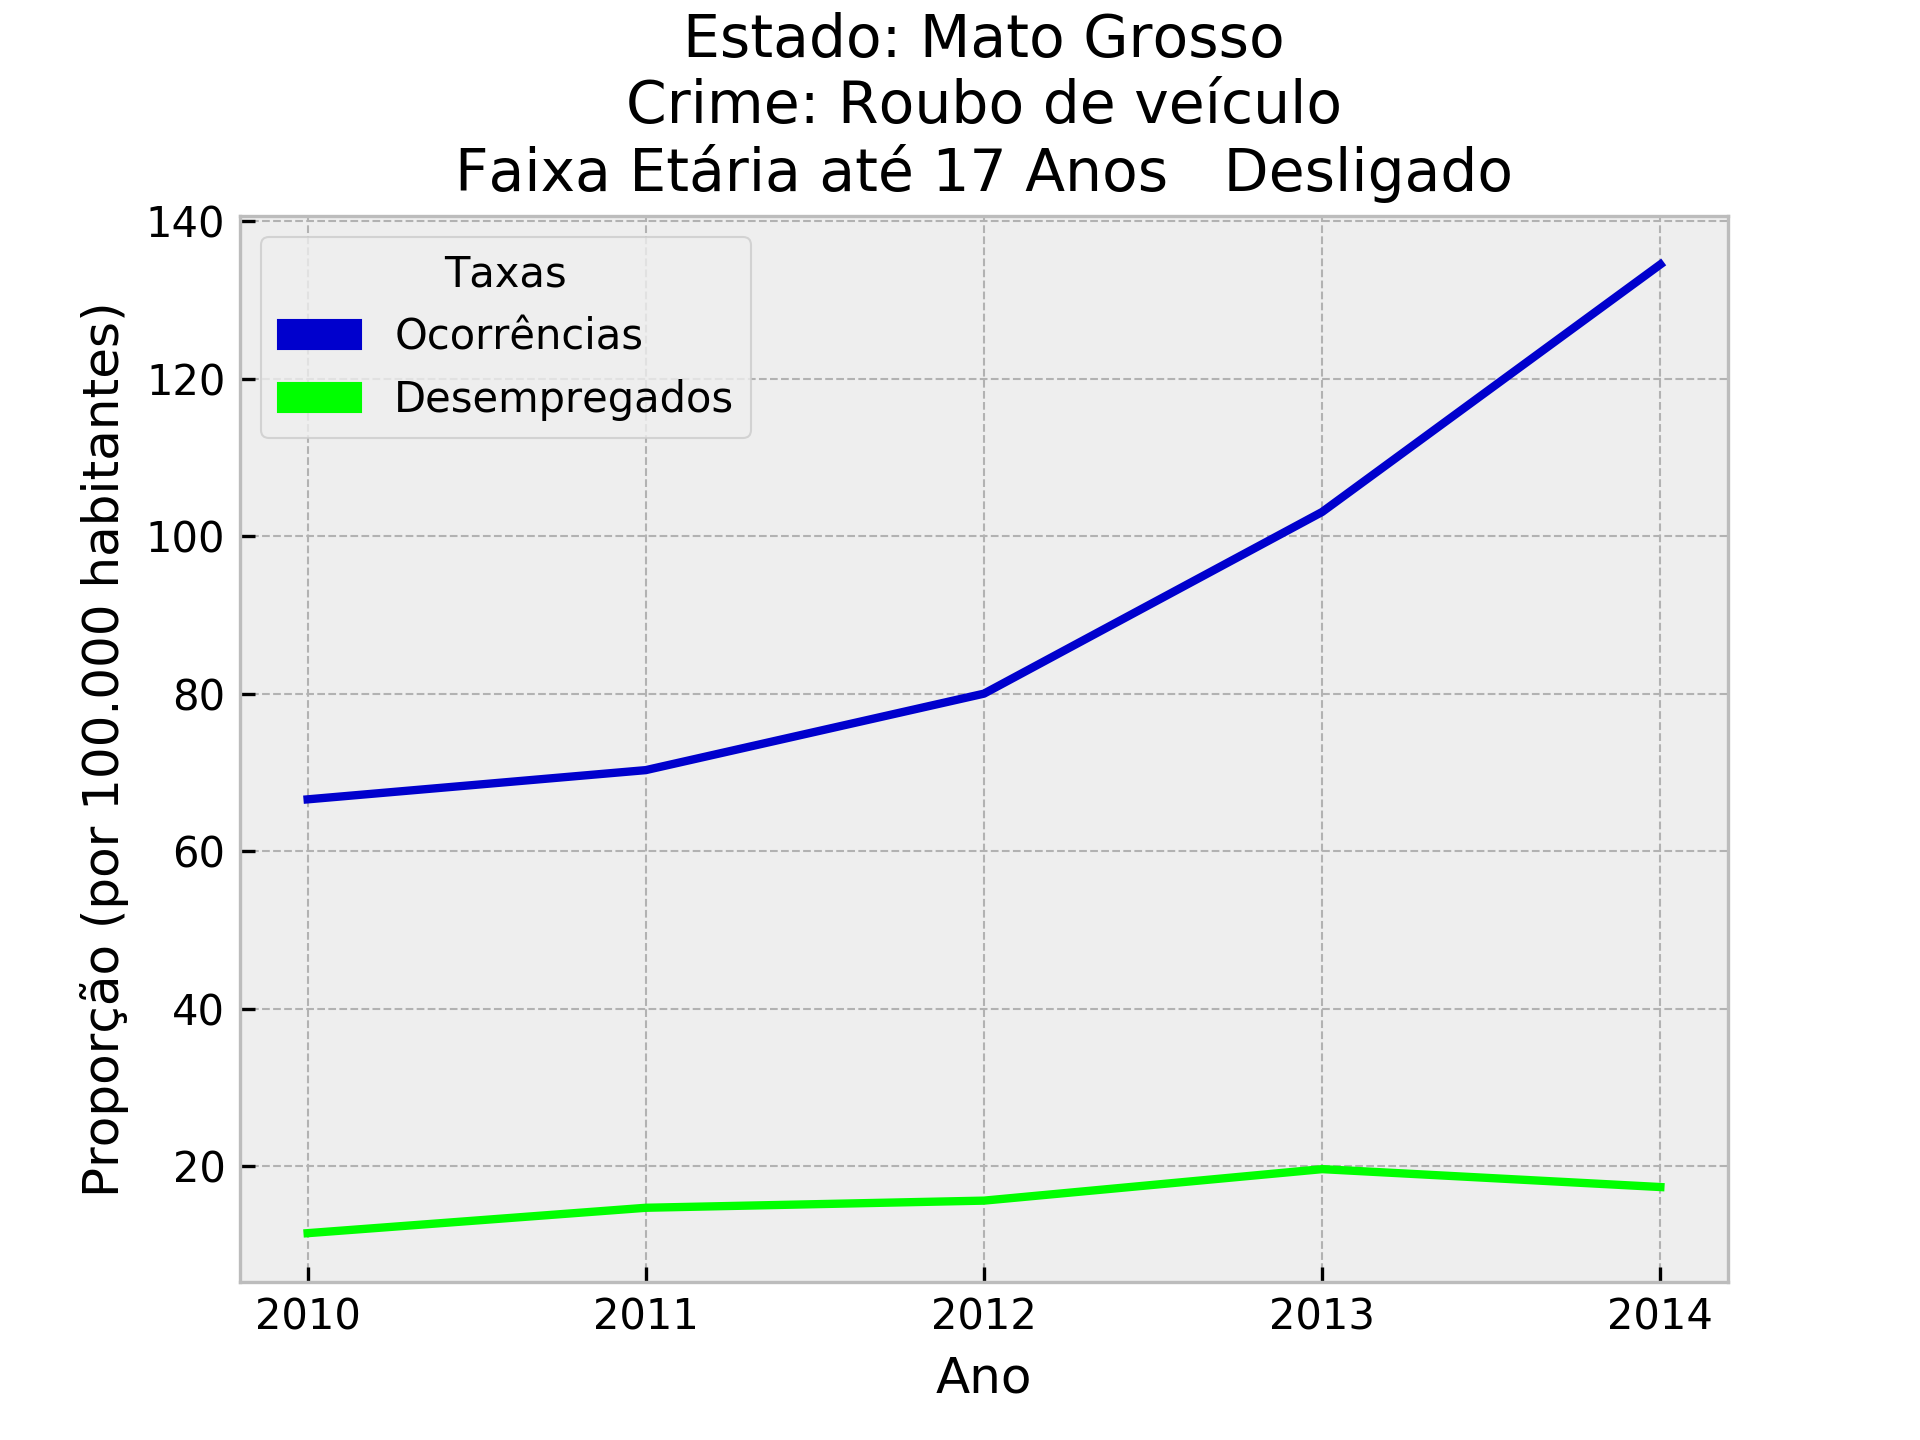 Estado: Mato Grosso
Crime: Roubo de veículo
Faixa Etária até 17 Anos   Desligado
Taxas
Ocorrências
Desempregados
Proporção (por 100.000 habitantes)
140
120
100
80
60
40
20
2010 2011 2012 2013 2014
Ano